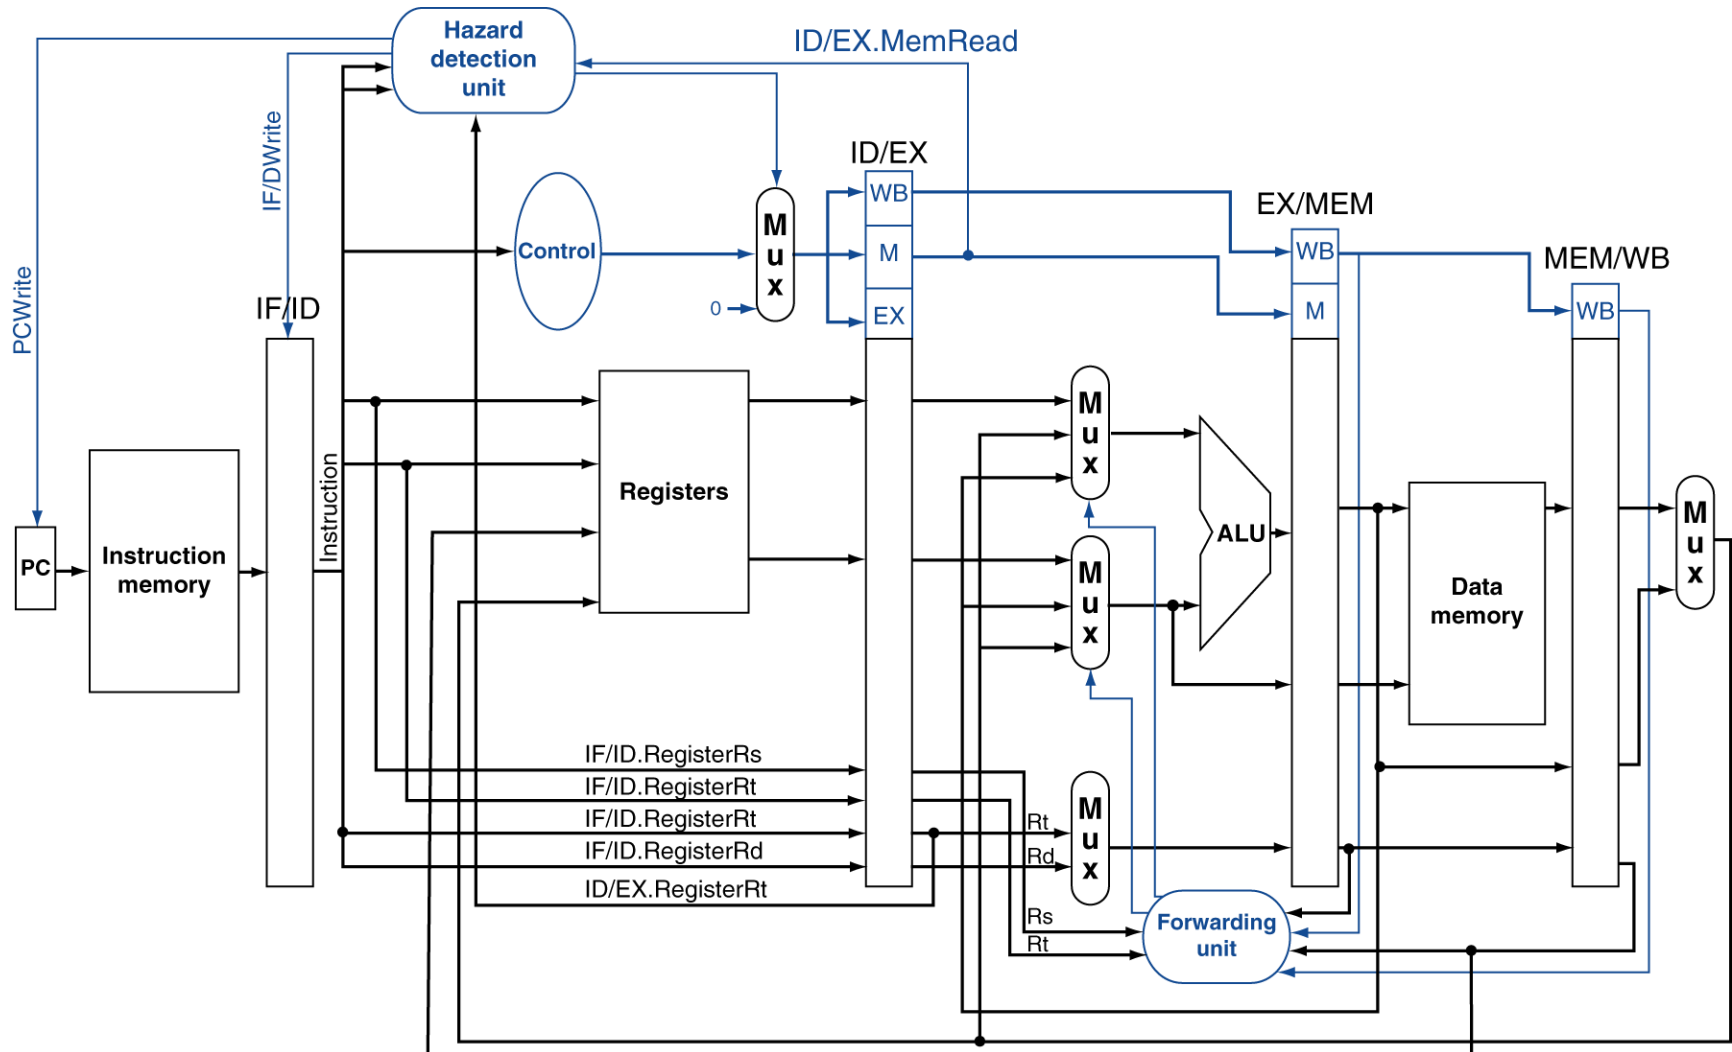 Hazard
detection
unit
ID/EX.MemRead
IF/DWrite
PCWrite
ID/EX
WB
M
EX
EX/MEM
WB
M
MEM/WB
WB
Control
M
u
x
0
IF/ID
Instruction
PC
Instruction
memory
Registers
M
u
x
M
u
x
ALU
Data
memory
M
u
x
IF/ID.RegisterRs
IF/ID.RegisterRt
IF/ID.RegisterRt
IF/ID.RegisterRd
ID/EX.RegisterRt
Rt
Rd
M
u
x
Rs
Rt
Forwarding
unit